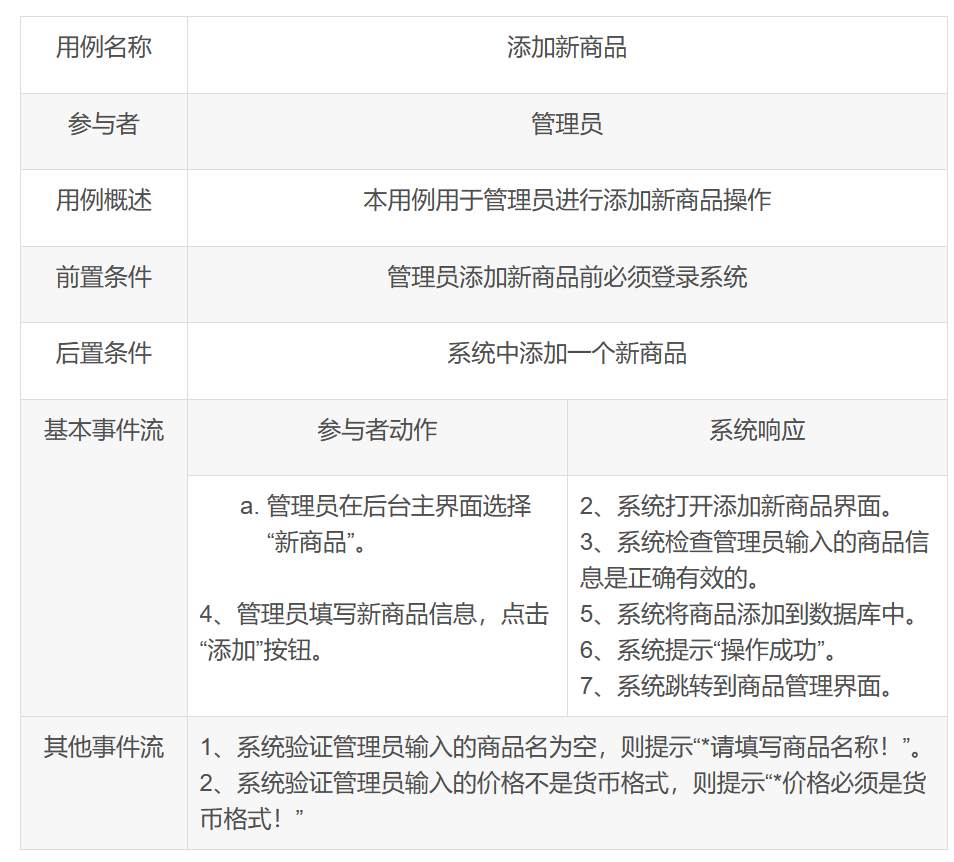 用例名称
添加新商品
参与者
管理员
用例概述
本用例用于管理员进行添加新商品操作
前置条件
管理员添加新商品前必须登录系统
后置条件
系统中添加一个新商品
基本事件流
参与者动作
系统响应
a. 管理员在后台主界面选择
“新商品”。
4、管理员填写新商品信息，点击
“添加”按钮。
2、系统打开添加新商品界面。
3、系统检查管理员输入的商品信
息是正确有效的。
5、系统将商品添加到数据库中。
6、系统提示“操作成功”。
7、系统跳转到商品管理界面。
其他事件流
1、系统验证管理员输入的商品名为空，则提示“*请填写商品名称！”。
2、系统验证管理员输入的价格不是货币格式，则提示“*价格必须是货
币格式！”